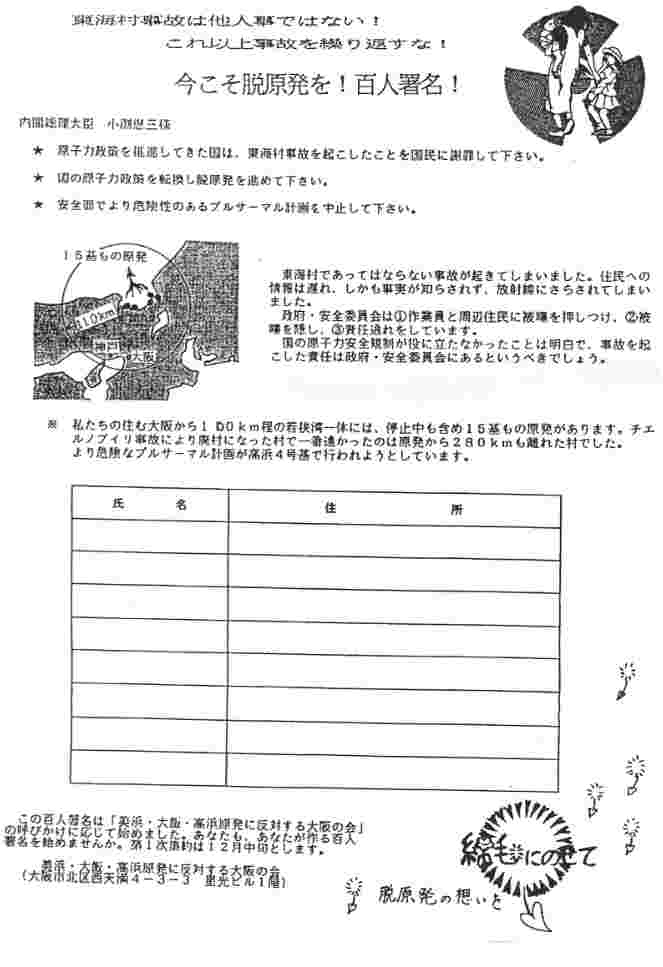 東海村事故は他人事ではない！
これ以上事故を繰り返すな！
今こそ脱原発を！百人署名！
内閣総理大臣　小渕恵三様
★　原子力政策を推進してきた国は、東海村事故を起こしたことを国民に謝罪して下さい。
★　国の原子力政策を転換し脱原発を進めて下さい。
★　安全面でより危険性のあるプルサーマル計画を中止して下さい。
１５基もの原発
110km
神戸
大阪
東海村であってはならない事故が起きてしまいました。住民への
情報は遅れ、しかも事実が知らされず、放射線にさらされてしまい
ました。
政府・安全委員会は①作業員と周辺住民に被曝を押しつけ、②被
曝を隠し、③責任逃れをしています。
国の原子力安全規制が役に立たなかったことは明白で、事故を起
こした責任は政府・安全委員会にあるというべきでしょう。
※　私たちの住む大阪から１００ｋｍ程の若狭湾一体には、停止中も含め１５基もの原発があります。チエ
ルノブイリ事故により廃村になった村で一番遠かったのは原発から２８０ｋｍも離れた村でした。
より危険なプルサーマル計画が高浜４号基で行われようとしています。
氏　名　住　所
この百人署名は「美浜・大飯・高浜原発に反対する大阪の会」
の呼びかけに応じて始めました。あなたも、あなたが作る百人
署名を始めませんか。第１次集約は１２月中旬とします。
美浜・大飯・高浜原発に反対する大阪の会
（大阪市北区西天満４－３－３　星光ビル１階）
綿毛にのせて
脱原発の想いを